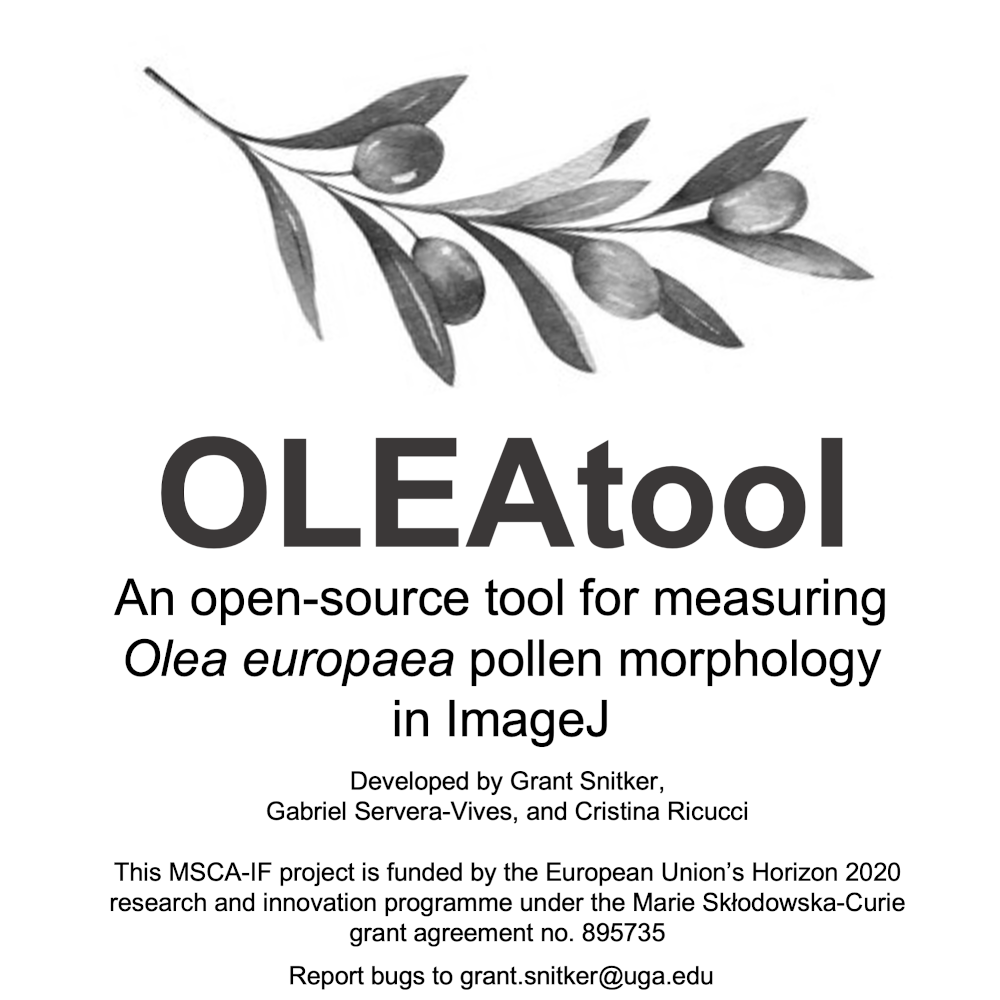 OLEAtool
An open-source tool for measuring
Olea europaea pollen morphology
in ImageJ
Developed by Grant Snitker,
Gabriel Servera-Vives, and Cristina Ricucci
This MSCA-IF project is funded by the European Union’s Horizon 2020
research and innovation programme under the Marie Skłodowska-Curie
grant agreement no. 895735
Report bugs to grant.snitker@uga.edu